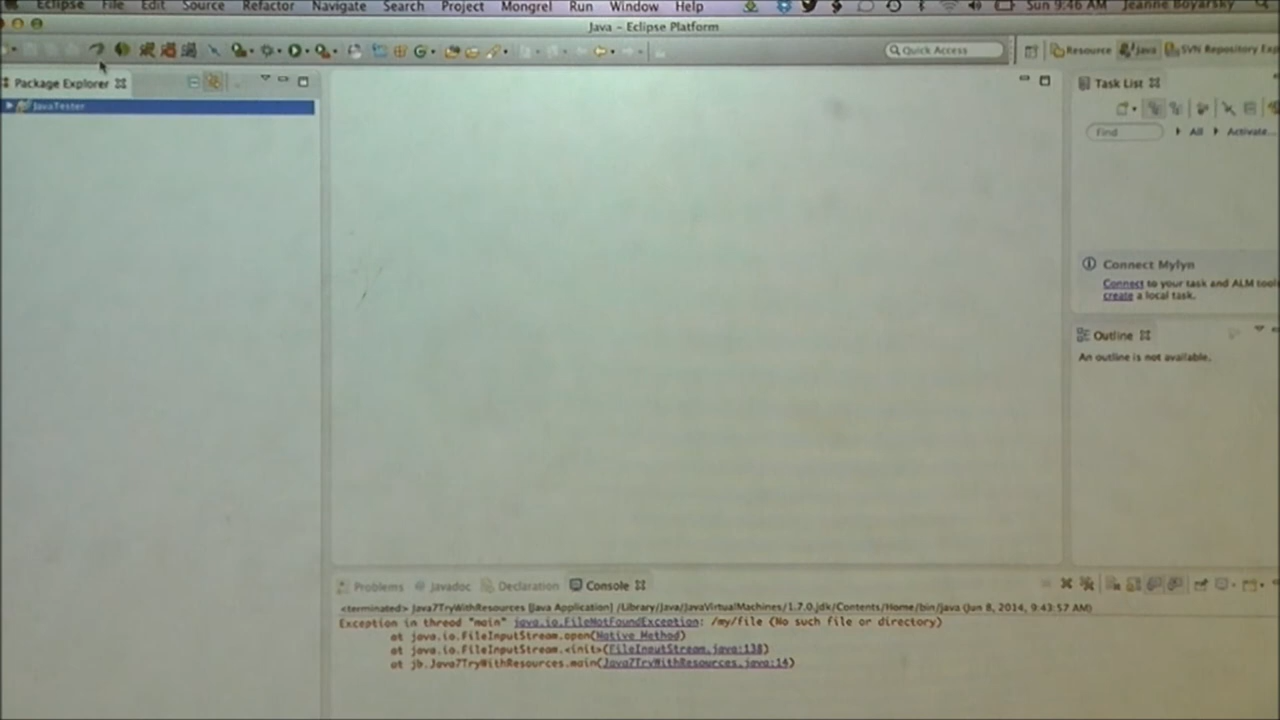 Eclipse File Edit Source Refactor Navigate Search Project Mongrel Run Window Help Sun 9:46 AM Jeanne Boyarsky
Java - Eclipse Platform
Quick Access Resource Java SVN Repository Exp
Package Explorer
JavaTester
Task List
Find All Activate...
Connect Mylyn
Connect to your task and ALM tools
create a local task.
Outline
An outline is not available.
Problems Javadoc Declaration Console
<terminated> Java7TryWithResources [Java Application] /Library/Java/JavaVirtualMachines/1.7.0.jdk/Contents/Home/bin/java (Jun 8, 2014, 9:43:57 AM)
Exception in thread "main" java.io.FileNotFoundException: /my/file (No such file or directory)
at java.io.FileInputStream.open(Native Method)
at java.io.FileInputStream.<init>(FileInputStream.java:138)
at jb.Java7TryWithResources.main(Java7TryWithResources.java:14)